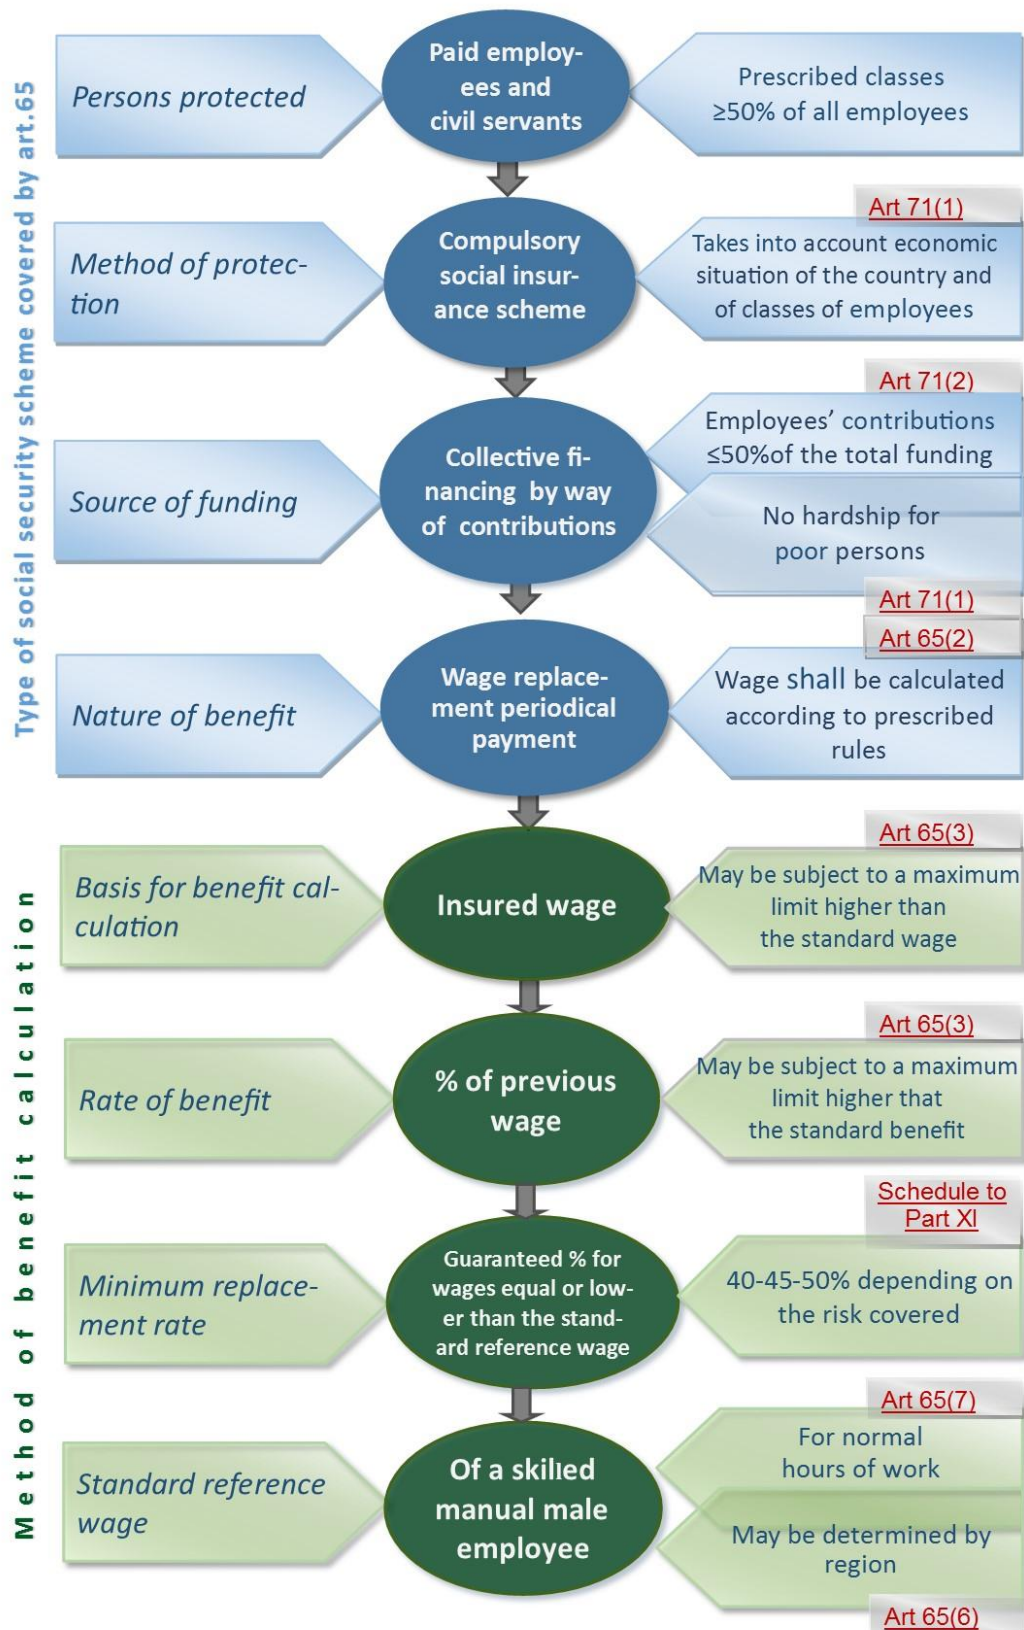 Type of social security scheme covered by art.65
Persons protected
Paid employ-
ees and
civil servants
Prescribed classes
≥50% of all employees
Method of protec-
tion
Compulsory
social insur-
ance scheme
Art 71(1)
Takes into account economic
situation of the country and
of classes of employees
Source of funding
Collective fi-
nancing by way
of contributions
Art 71(2)
Employees’ contributions
≤50%of the total funding
No hardship for
poor persons
Art 71(1)
Nature of benefit
Wage replace-
ment periodical
payment
Art 65(2)
Wage shall be calculated
according to prescribed
rules
Method of benefit calculation
Basis for benefit cal-
culation
Insured wage
Art 65(3)
May be subject to a maximum
limit higher than
the standard wage
Rate of benefit
% of previous
wage
Art 65(3)
May be subject to a maximum
limit higher that
the standard benefit
Minimum replace-
ment rate
Guaranteed % for
wages equal or low-
er than the stand-
ard reference wage
Schedule to
Part XI
40-45-50% depending on
the risk covered
Standard reference
wage
Of a skilled
manual male
employee
Art 65(7)
For normal
hours of work
May be determined by
region
Art 65(6)